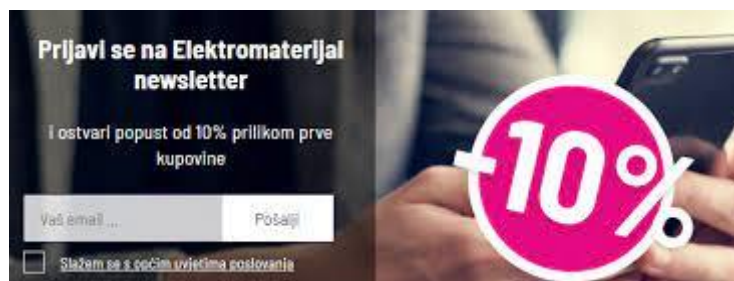 Prijavi se na Elektromaterijal
newsletter
i ostvari popust od 10% prilikom prve
kupovine
Vaš email ...
Pošalji
Slažem se s općim uvjetima poslovanja
-10%